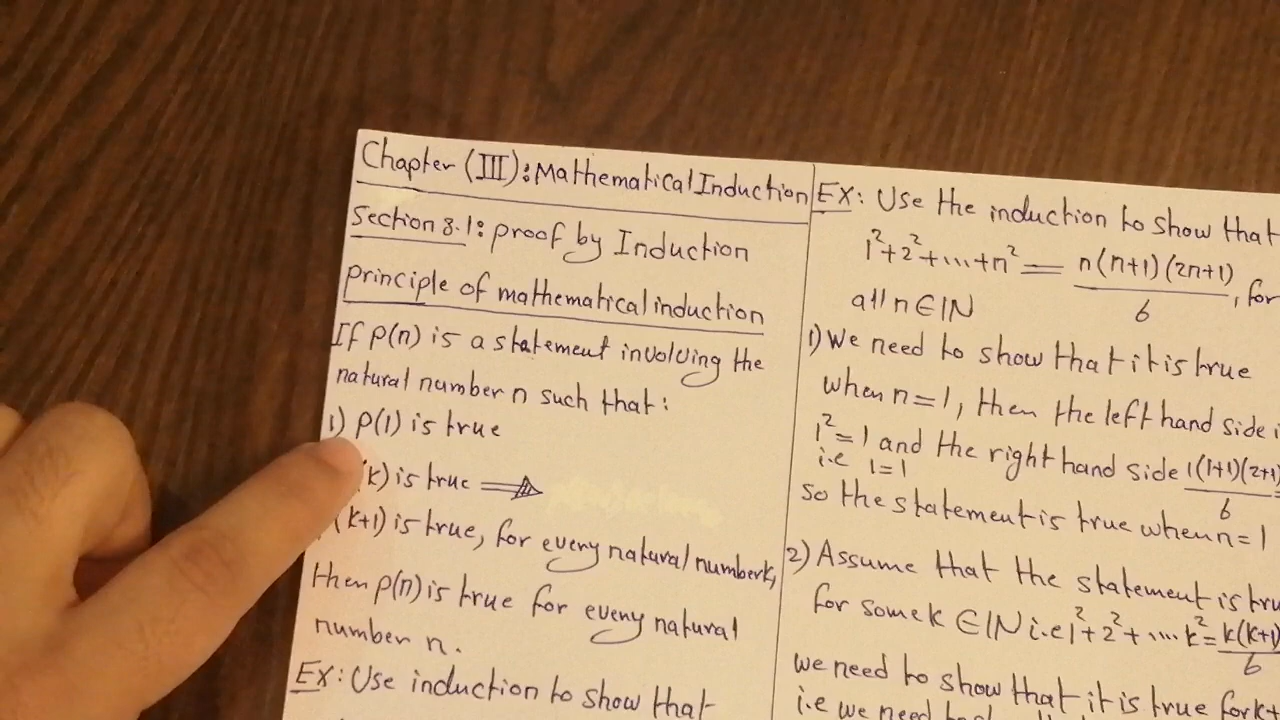 Chapter (III): Mathematical Induction
Section 3.1: proof by Induction
principle of mathematical induction
If P(n) is a statement involving the
natural number n such that:
1) P(1) is true
(k) is true ⇒
(k+1) is true, for every natural number k,
then P(n) is true for every natural
number n.
EX: Use induction to show that
EX: Use the induction to show that
1²+2²+...+n² = n(n+1)(2n+1)/6, for
all n∈IN
1) We need to show that it is true
when n=1, then the left hand side i
1²=1 and the right hand side 1(1+1)(2+1)/6 =
i.e 1=1
so the statement is true when n=1
2) Assume that the statement is tru
for some k ∈ IN i.e 1²+2²+....k²= k(k+1)/6
we need to show that it is true for k+
i.e we need